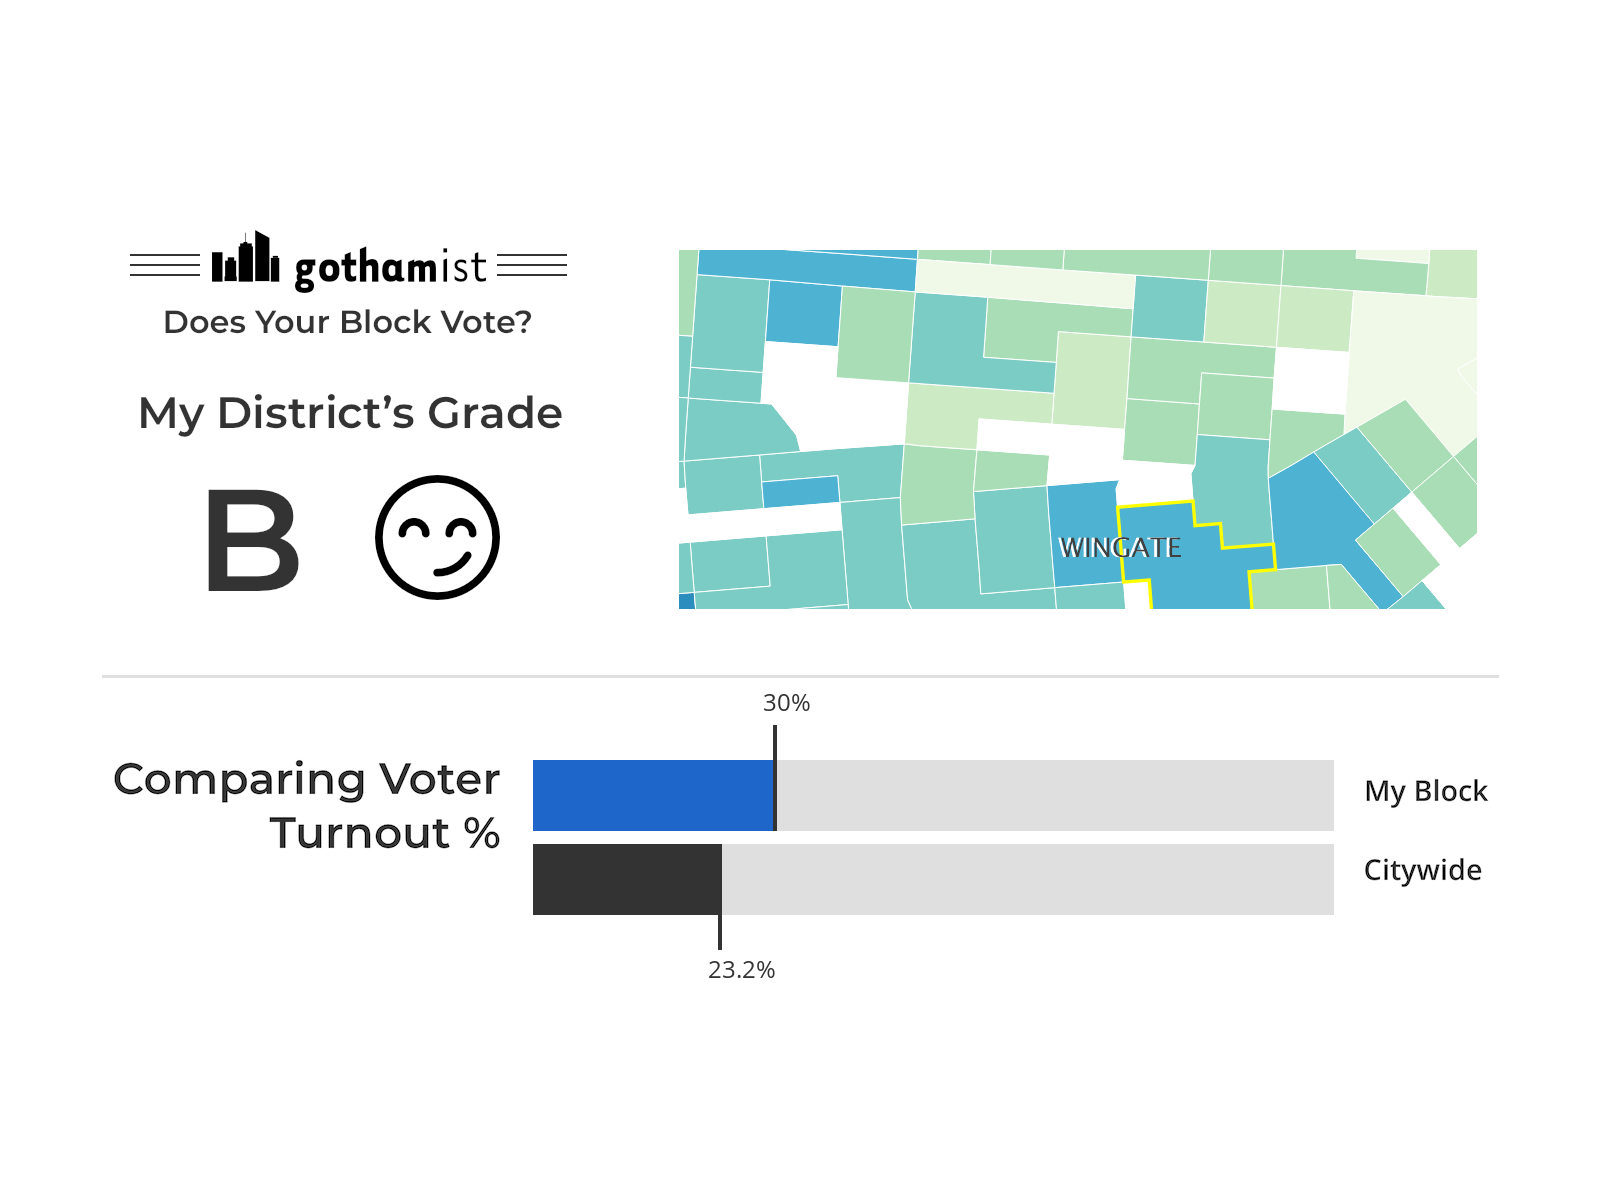 gothamist
Does Your Block Vote?
My District’s Grade
B
WINGATE
30%
Comparing Voter
Turnout %
My Block
Citywide
23.2%